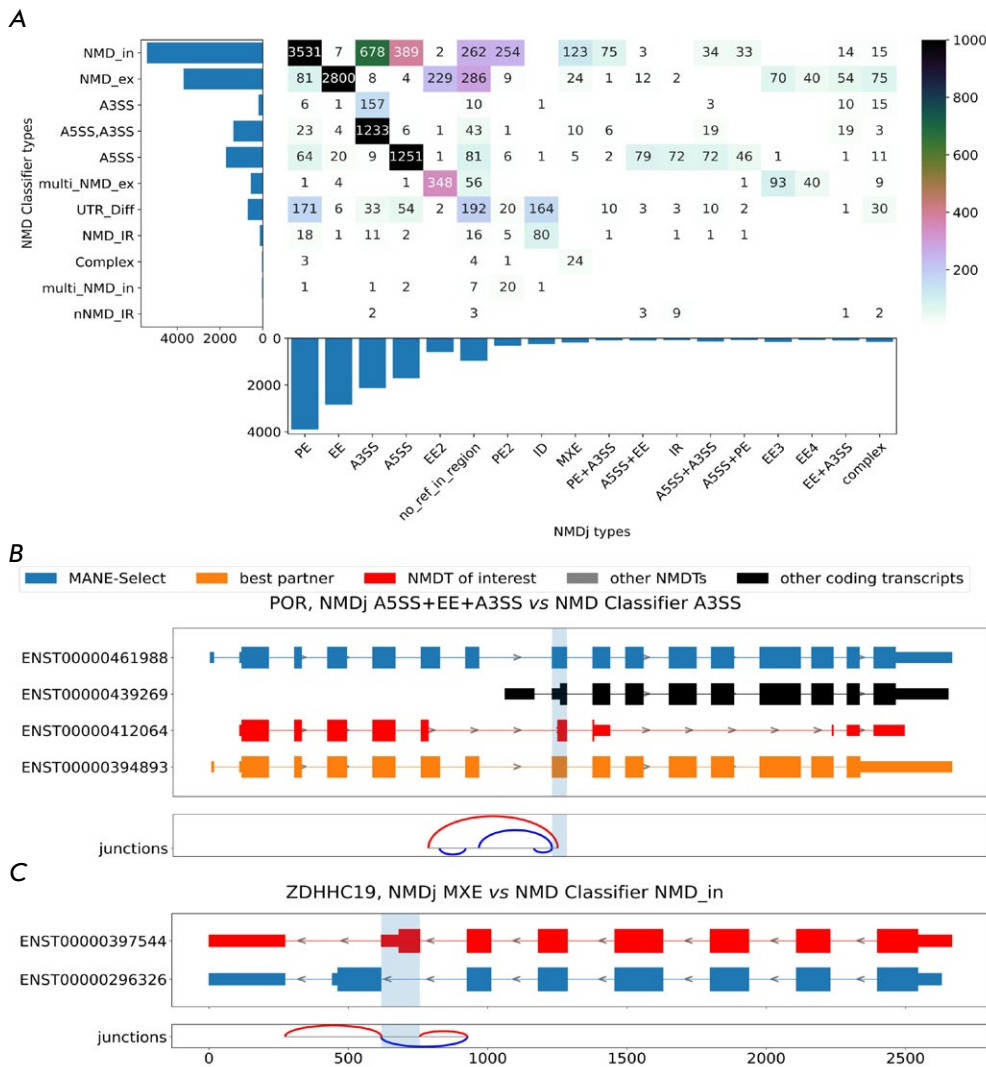 A
NMD Classifier types
NMD_in 3531 7 678 389 2 262 254 123 75 3 34 33 14 15
NMD_ex 81 2800 8 4 229 286 9 24 1 12 2 70 40 54 75
A3SS 6 1 157 10 1 3 10 15
A5SS,A3SS 23 4 1233 6 1 43 1 10 6 19 19 3
A5SS 64 20 9 1251 1 81 6 1 5 2 79 72 72 46 1 1 11
multi_NMD_ex 1 4 1 348 56 1 93 40 9
UTR_Diff 171 6 33 54 2 192 20 164 10 3 3 10 2 1 30
NMD_IR 18 1 11 2 16 5 80 1 1 1 1
Complex 3 4 1 24
multi_NMD_in 1 1 2 7 20 1
nNMD_IR 2 3 3 9 1 2
1000
800
600
400
200
4000 2000 0
0
2000
4000
PE EE A3SS A5SS EE2 no_ref_in_region PE2 ID MXE PE+A3SS A5SS+EE IR A5SS+A3SS A5SS+PE EE3 EE4 EE+A3SS complex
NMDj types
B
MANE-Select best partner NMDT of interest other NMDTs other coding transcripts
POR, NMDj A5SS+EE+A3SS vs NMD Classifier A3SS
ENST00000461988
ENST00000439269
ENST00000412064
ENST00000394893
junctions
C
ZDHHC19, NMDj MXE vs NMD Classifier NMD_in
ENST00000397544
ENST00000296326
junctions
0 500 1000 1500 2000 2500